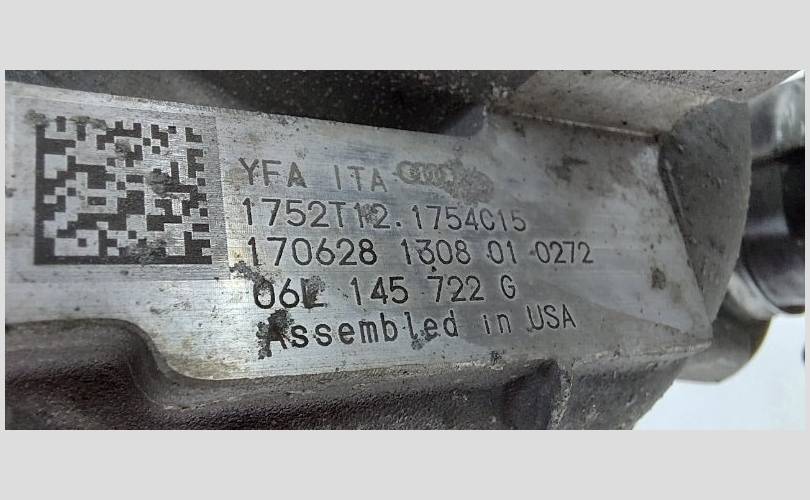 YFA ITA
1752T12.1754C15
170628 1308 01 0272
06L 145 722 G
Assembled in USA